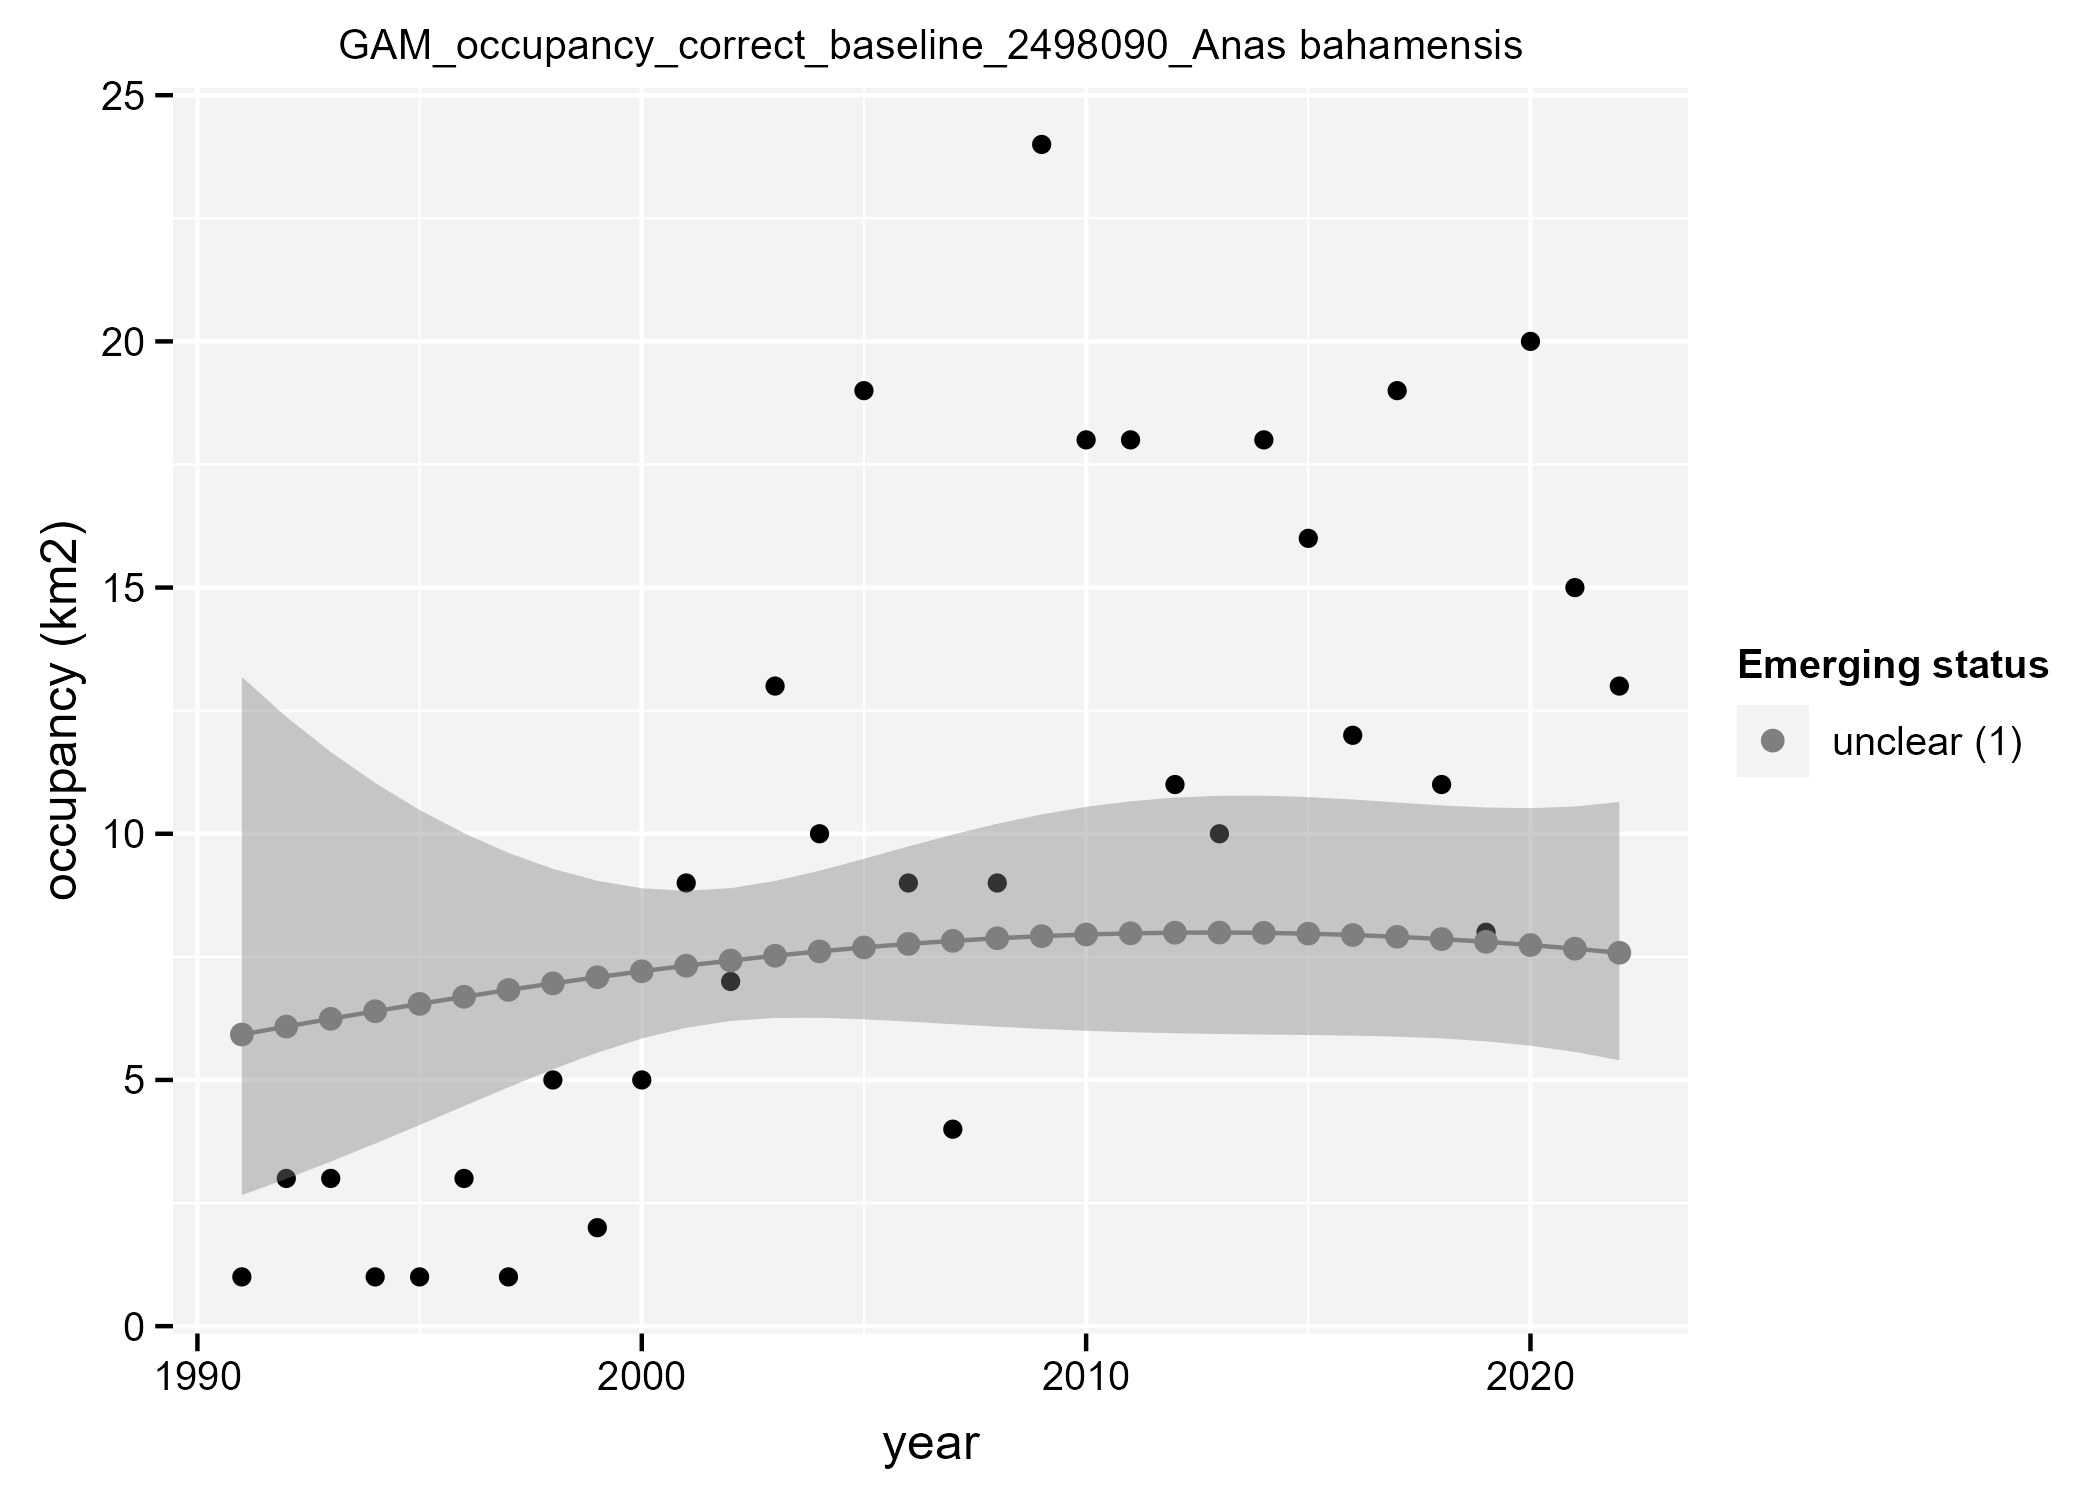 GAM_occupancy_correct_baseline_2498090_Anas bahamensis
25
20
15
10
5
0
occupancy (km2)
1990
2000
2010
2020
year
Emerging status
unclear (1)